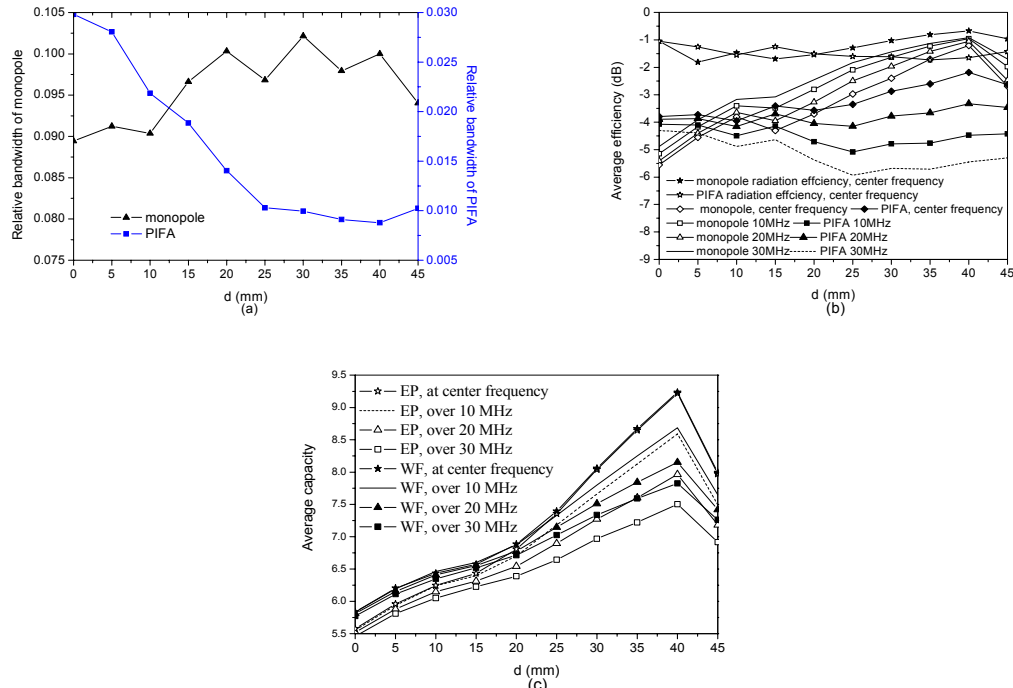 0.105
0.100
0.095
0.090
0.085
0.080
0.075
Relative bandwidth of monopole
0.030
0.025
0.020
0.015
0.010
0.005
Relative bandwidth of PIFA
monopole
PIFA
0 5 10 15 20 25 30 35 40 45
d (mm)
(a)
-1
-2
-3
-4
-5
-6
-7
-8
-9
Average efficiency (dB)
monopole radiation effciency, center frequency
PIFA radiation effciency, center frequency
monopole, center frequency PIFA, center frequency
monopole 10MHz PIFA 10MHz
monopole 20MHz PIFA 20MHz
monopole 30MHz PIFA 30MHz
0 5 10 15 20 25 30 35 40 45
d (mm)
(b)
9.5
9.0
8.5
8.0
7.5
7.0
6.5
6.0
5.5
Average capacity
EP, at center frequency
EP, over 10 MHz
EP, over 20 MHz
EP, over 30 MHz
WF, at center frequency
WF, over 10 MHz
WF, over 20 MHz
WF, over 30 MHz
0 5 10 15 20 25 30 35 40 45
d (mm)
(c)